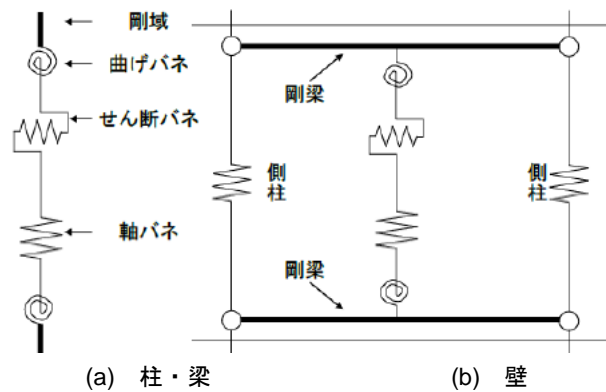 剛域
曲げバネ
せん断バネ
軸バネ
剛梁
側柱
側柱
剛梁
(a) 柱・梁
(b) 壁